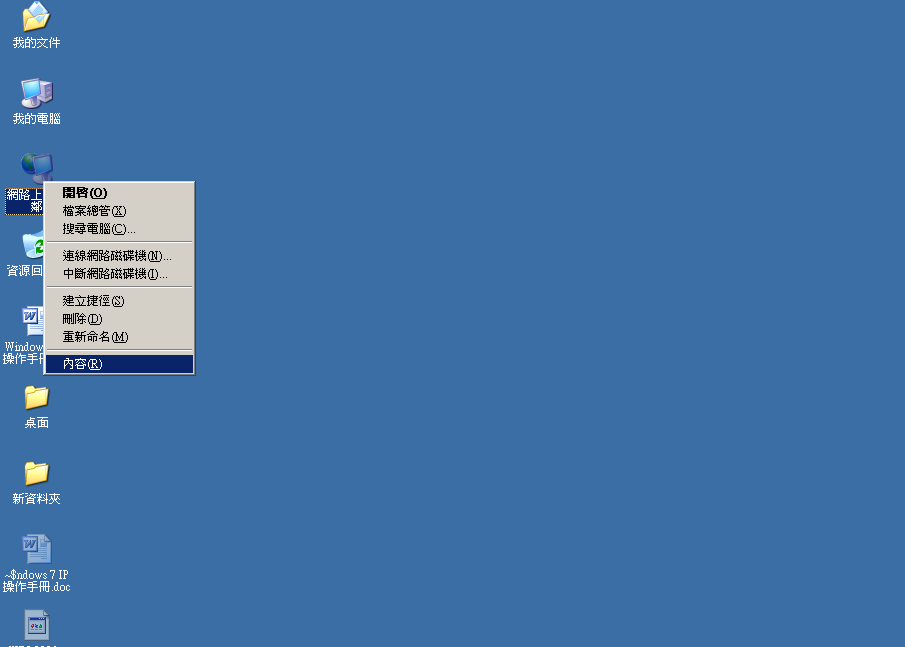 我的文件
我的電腦
網路上
鄰
開啓(O)
檔案總管(X)
搜尋電腦(C)...
連線網路磁碟機(N)...
中斷網路磁碟機(I)...
建立捷徑(S)
刪除(D)
重新命名(M)
內容(R)
資源回
Window
操作手冊
桌面
新資料夾
~$ndows 7 IP
操作手冊.doc